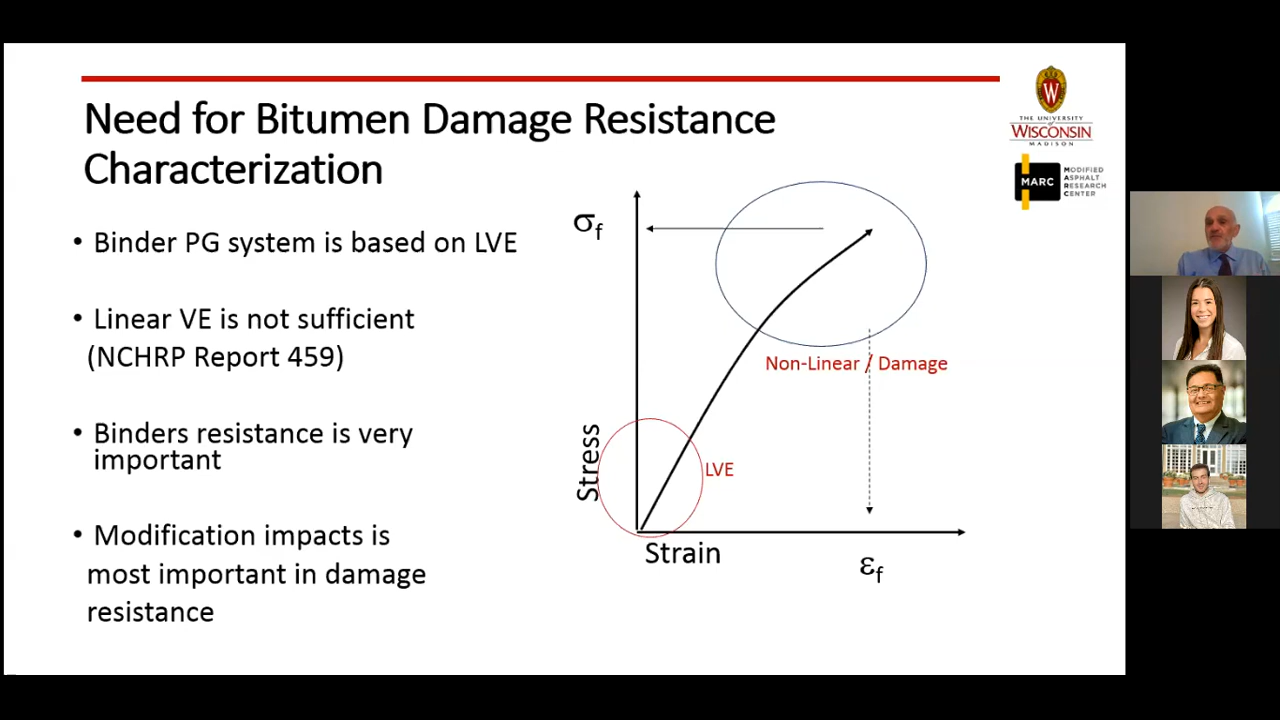 Need for Bitumen Damage Resistance
Characterization
THE UNIVERSITY
of
WISCONSIN
MADISON
MARC
MODIFIED
ASPHALT
RESEARCH
CENTER
• Binder PG system is based on LVE
• Linear VE is not sufficient
(NCHRP Report 459)
• Binders resistance is very
important
• Modification impacts is
most important in damage
resistance
σf
Non-Linear / Damage
LVE
Stress
Strain
εf